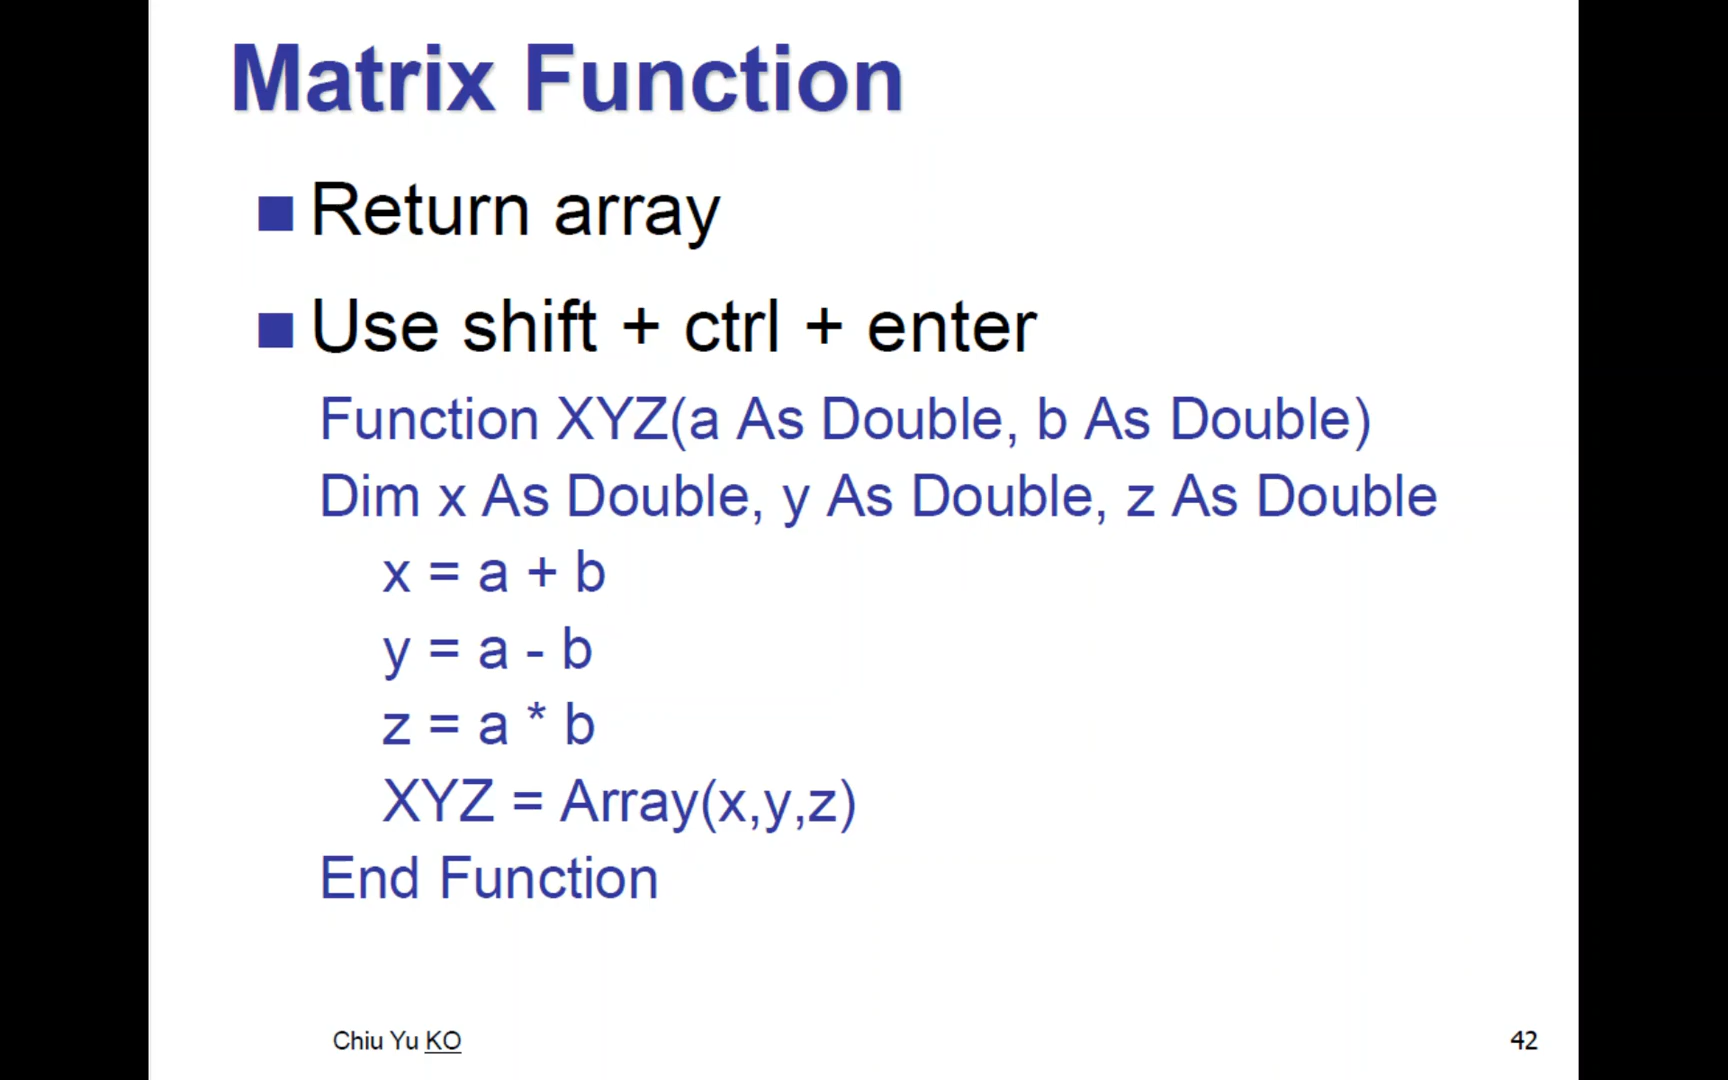 Matrix Function
Return array
Use shift + ctrl + enter
Function XYZ(a As Double, b As Double)
Dim x As Double, y As Double, z As Double
x = a + b
y = a - b
z = a * b
XYZ = Array(x,y,z)
End Function
Chiu Yu KO
42